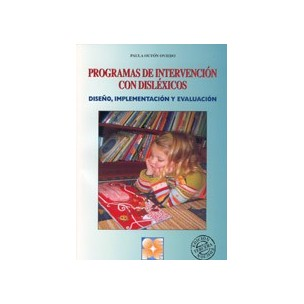 PAULA OUTÓN OVIEDO
PROGRAMAS DE INTERVENCIÓN
CON DISLÉXICOS
DISEÑO, IMPLEMENTACIÓN Y EVALUACIÓN